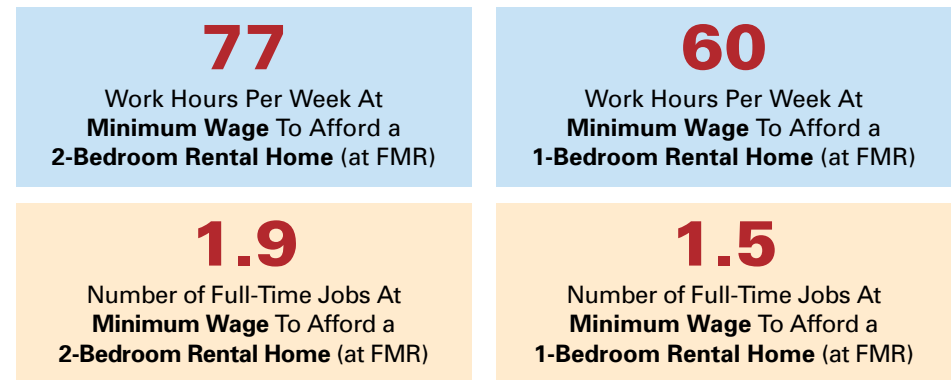 77
Work Hours Per Week At
Minimum Wage To Afford a
2-Bedroom Rental Home (at FMR)
60
Work Hours Per Week At
Minimum Wage To Afford a
1-Bedroom Rental Home (at FMR)
1.9
Number of Full-Time Jobs At
Minimum Wage To Afford a
2-Bedroom Rental Home (at FMR)
1.5
Number of Full-Time Jobs At
Minimum Wage To Afford a
1-Bedroom Rental Home (at FMR)